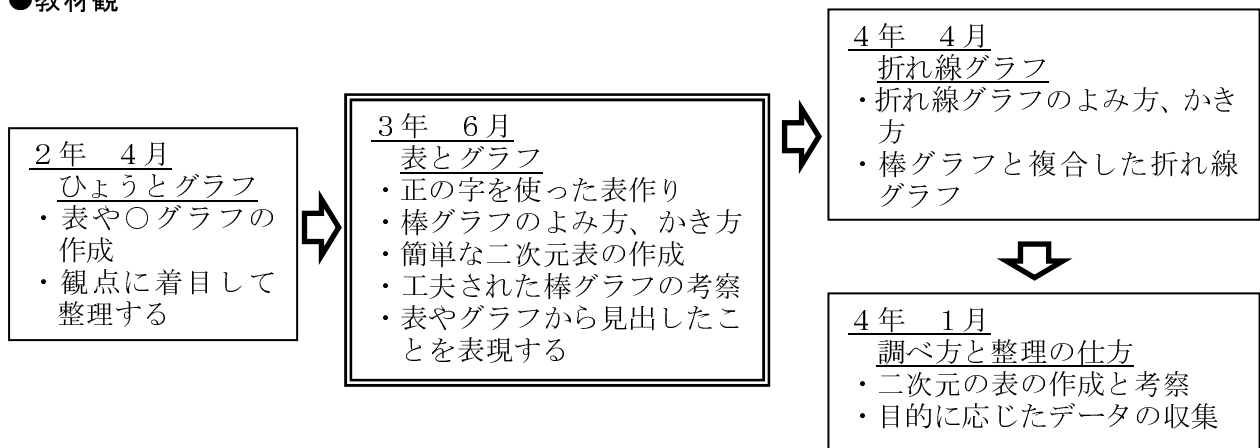 ●教材観
２年　４月
ひょうとグラフ
・表や○グラフの
作成
・観点に着目して
整理する
３年　６月
表とグラフ
・正の字を使った表作り
・棒グラフのよみ方、かき方
・簡単な二次元表の作成
・工夫された棒グラフの考察
・表やグラフから見出したこ
とを表現する
４年　４月
折れ線グラフ
・折れ線グラフのよみ方、かき
方
・棒グラフと複合した折れ線
グラフ
４年　１月
調べ方と整理の仕方
・二次元の表の作成と考察
・目的に応じたデータの収集